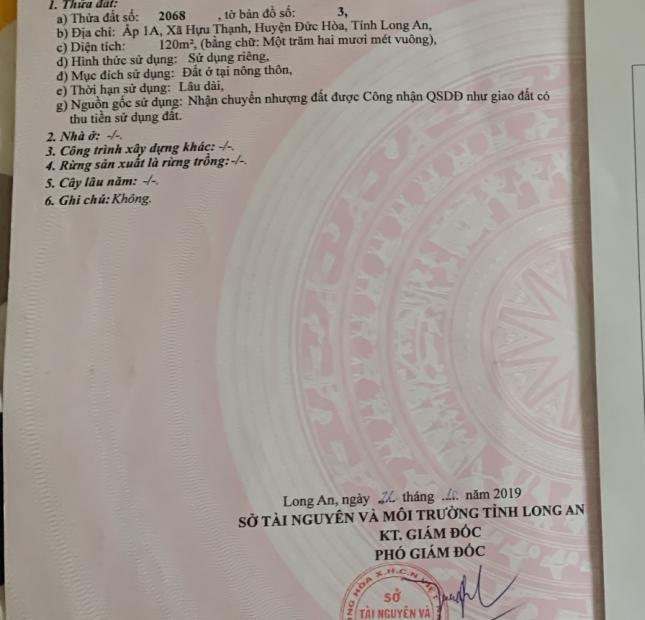 1. Thửa đất:
a) Thửa đất số: 2068 , tờ bản đồ số: 3,
b) Địa chỉ: Ấp 1A, Xã Hựu Thạnh, Huyện Đức Hòa, Tỉnh Long An,
c) Diện tích: 120m², (bằng chữ: Một trăm hai mươi mét vuông),
d) Hình thức sử dụng: Sử dụng riêng,
đ) Mục đích sử dụng: Đất ở tại nông thôn,
e) Thời hạn sử dụng: Lâu dài,
g) Nguồn gốc sử dụng: Nhận chuyển nhượng đất được Công nhận QSDĐ như giao đất có
thu tiền sử dụng đất.
2. Nhà ở: -/-.
3. Công trình xây dựng khác: -/-.
4. Rừng sản xuất là rừng trồng: -/-.
5. Cây lâu năm: -/-.
6. Ghi chú: Không.
Long An, ngày tháng năm 2019
SỞ TÀI NGUYÊN VÀ MÔI TRƯỜNG TỈNH LONG AN
KT. GIÁM ĐỐC
PHÓ GIÁM ĐỐC
HÒA X.H.C.N VIỆT
SỞ
TÀI NGUYÊN VÀ